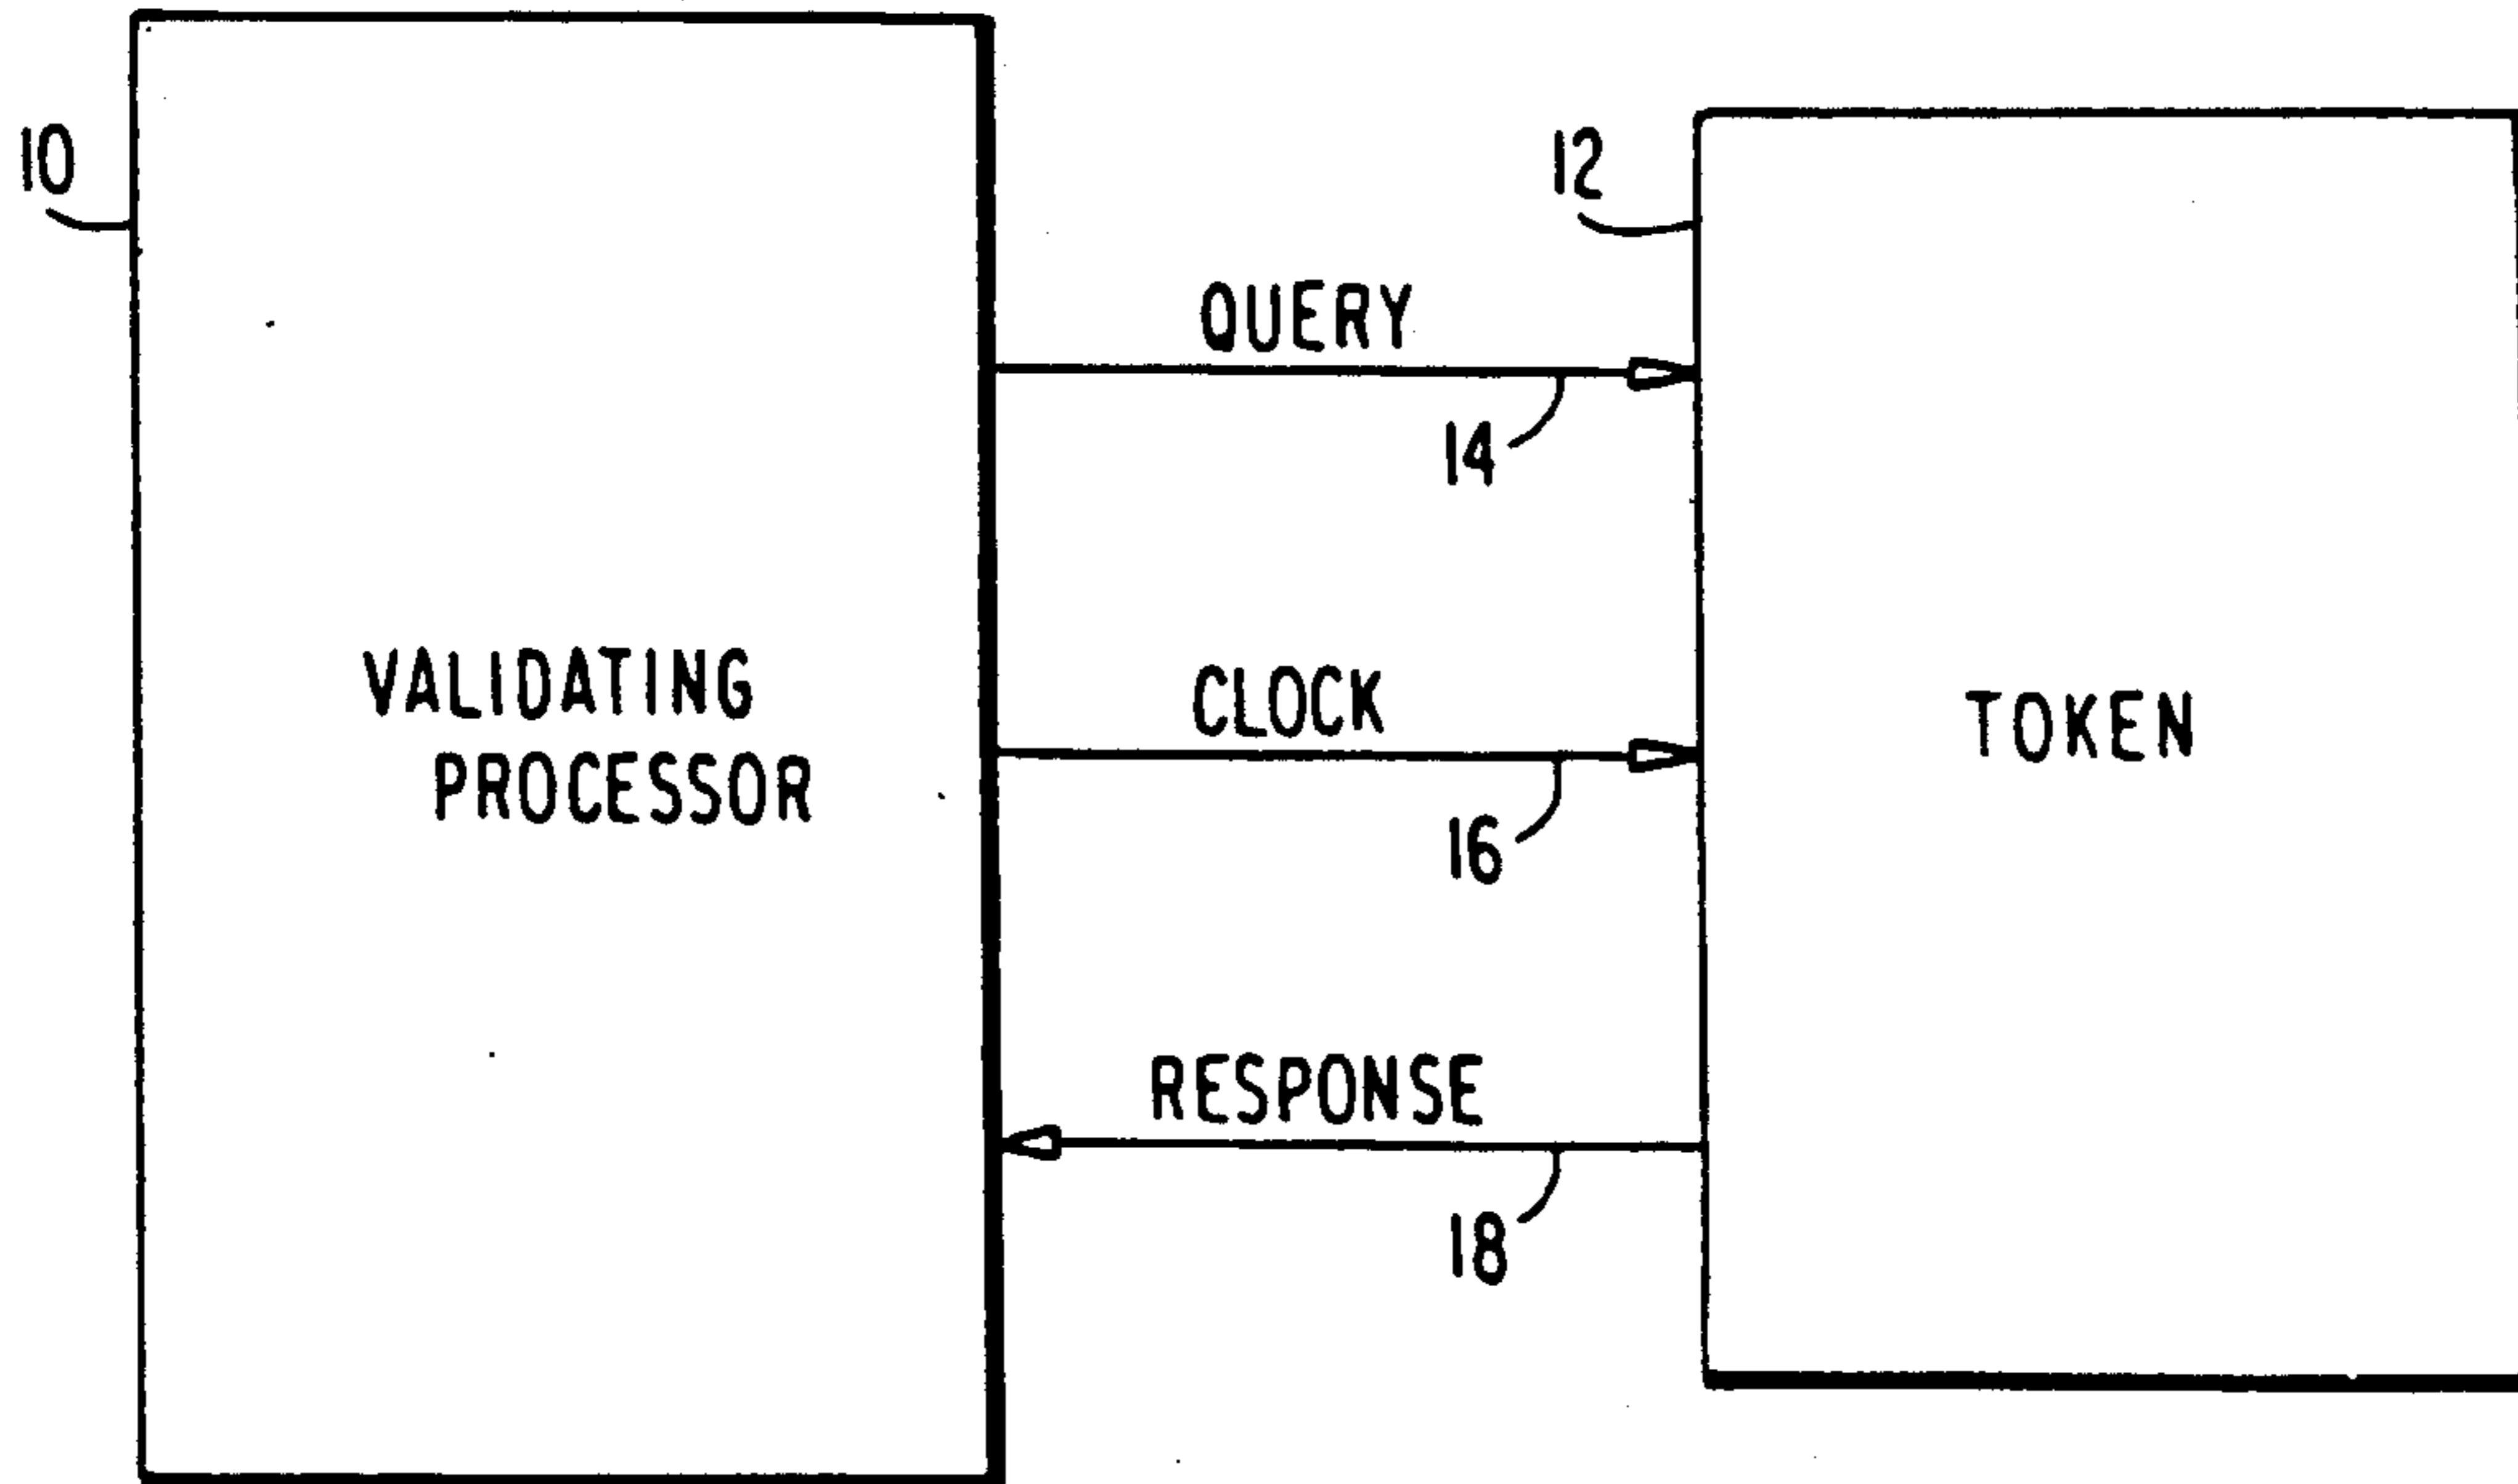 10
12
QUERY
14
VALIDATING
PROCESSOR
CLOCK
TOKEN
16
RESPONSE
18